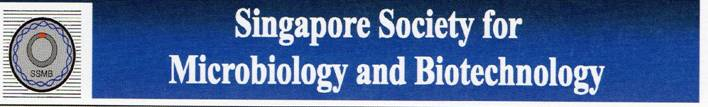 SSMB
Singapore Society for
Microbiology and Biotechnology